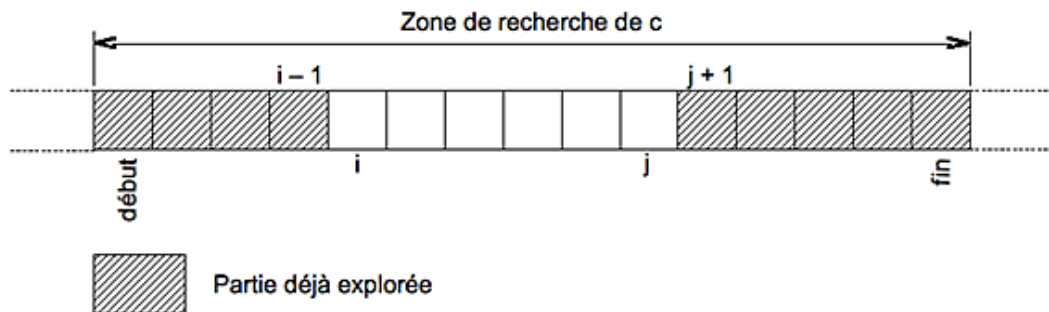 Zone de recherche de c
i – 1
j + 1
i
j
début
fin
Partie déjà explorée